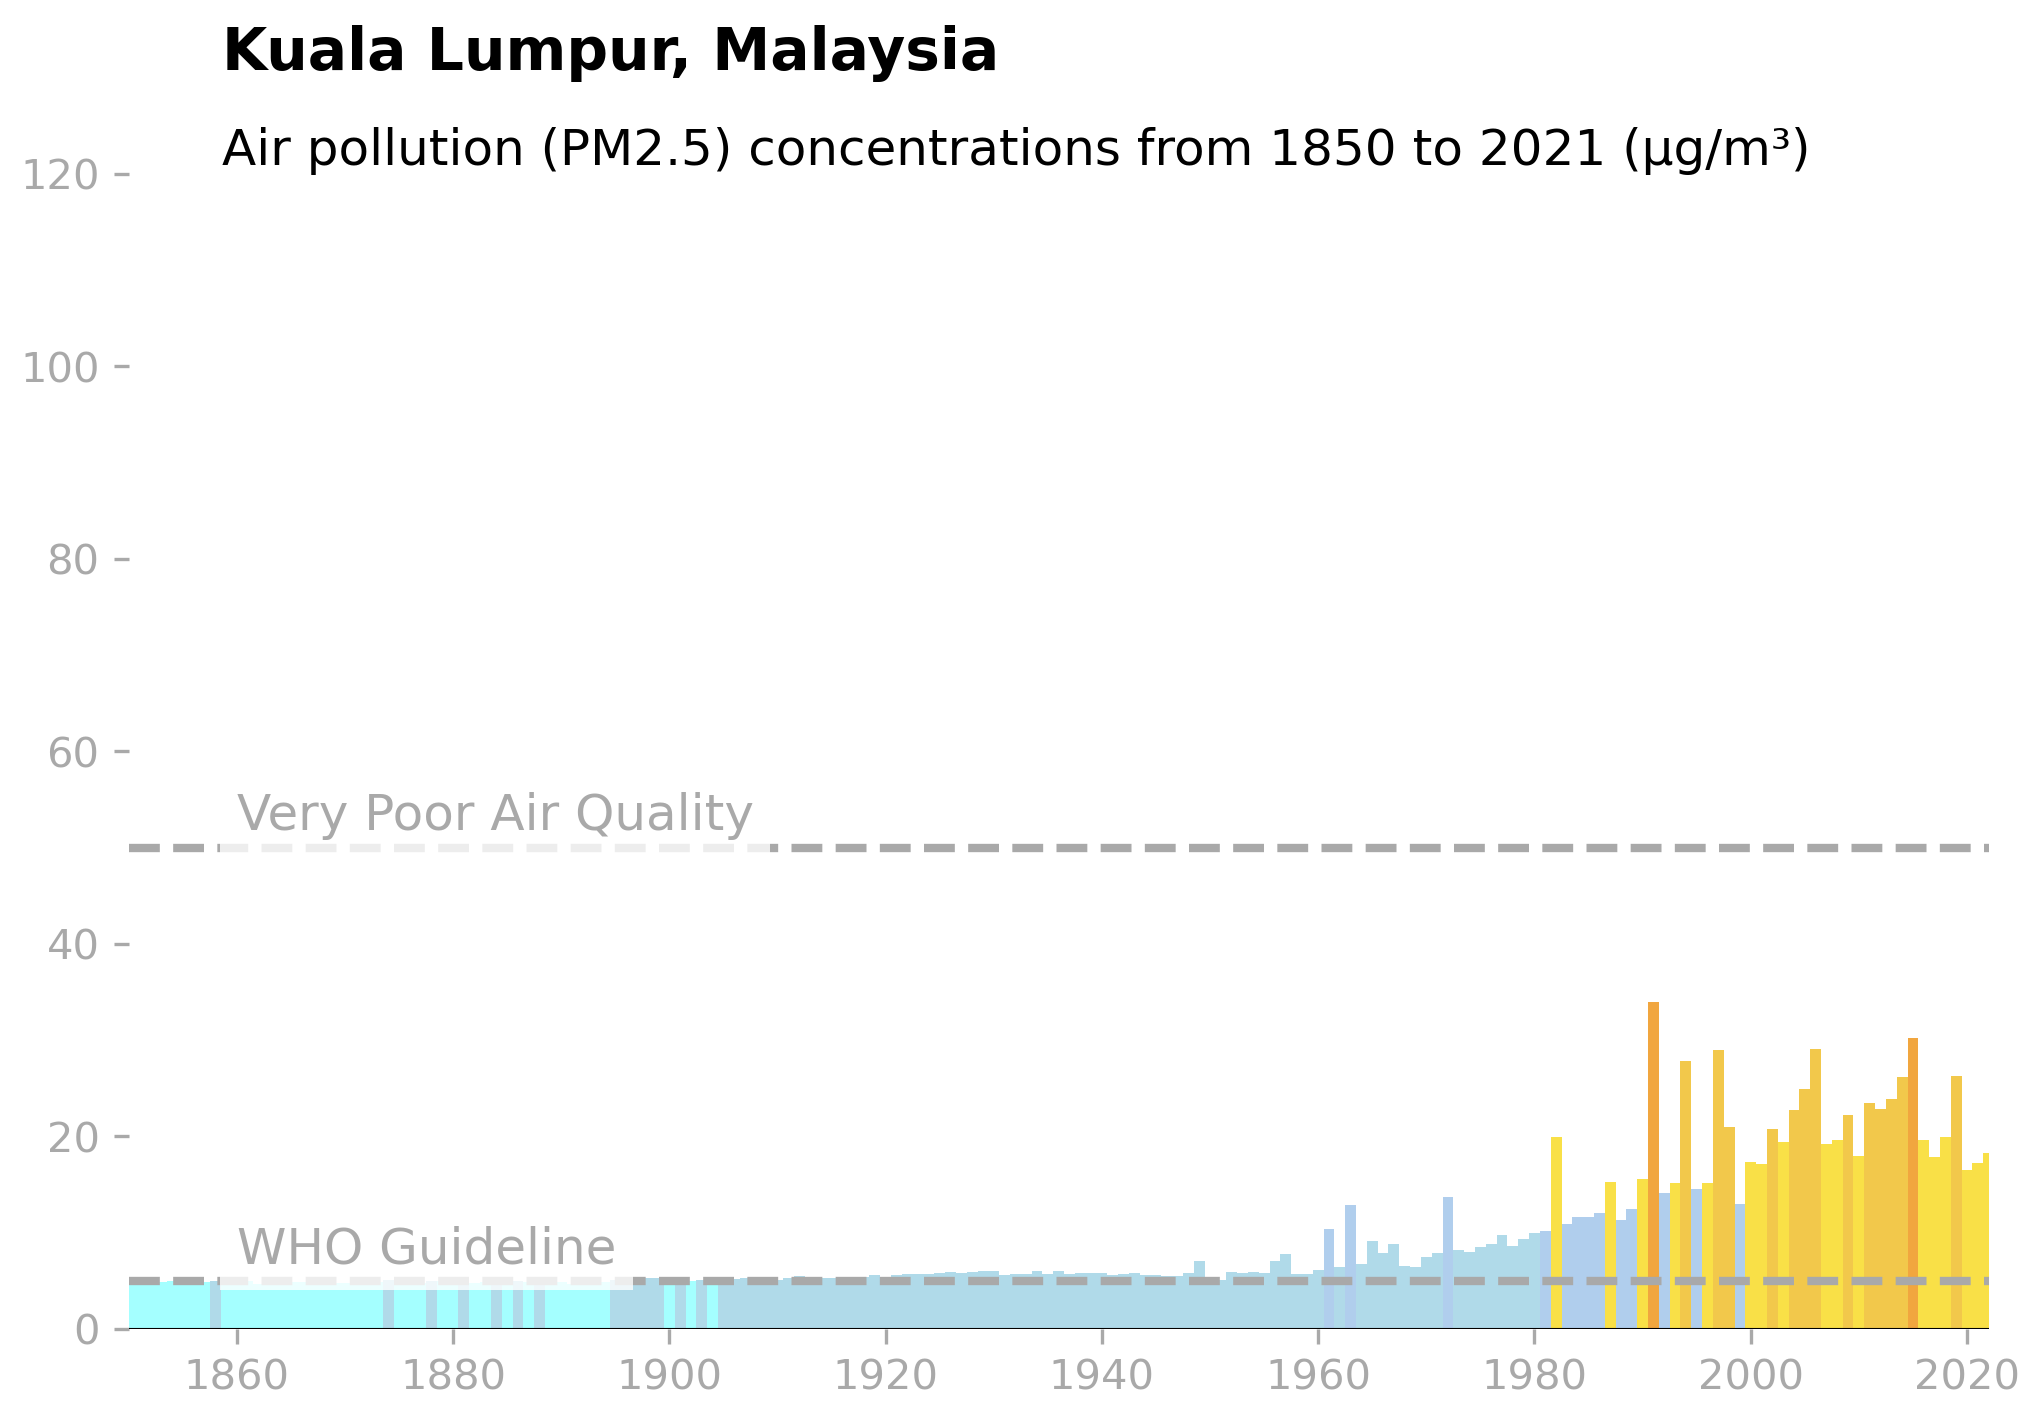 Kuala Lumpur, Malaysia
Air pollution (PM2.5) concentrations from 1850 to 2021 (µg/m³)
120
100
80
60
Very Poor Air Quality
40
20
WHO Guideline
0
1860 1880 1900 1920 1940 1960 1980 2000 2020